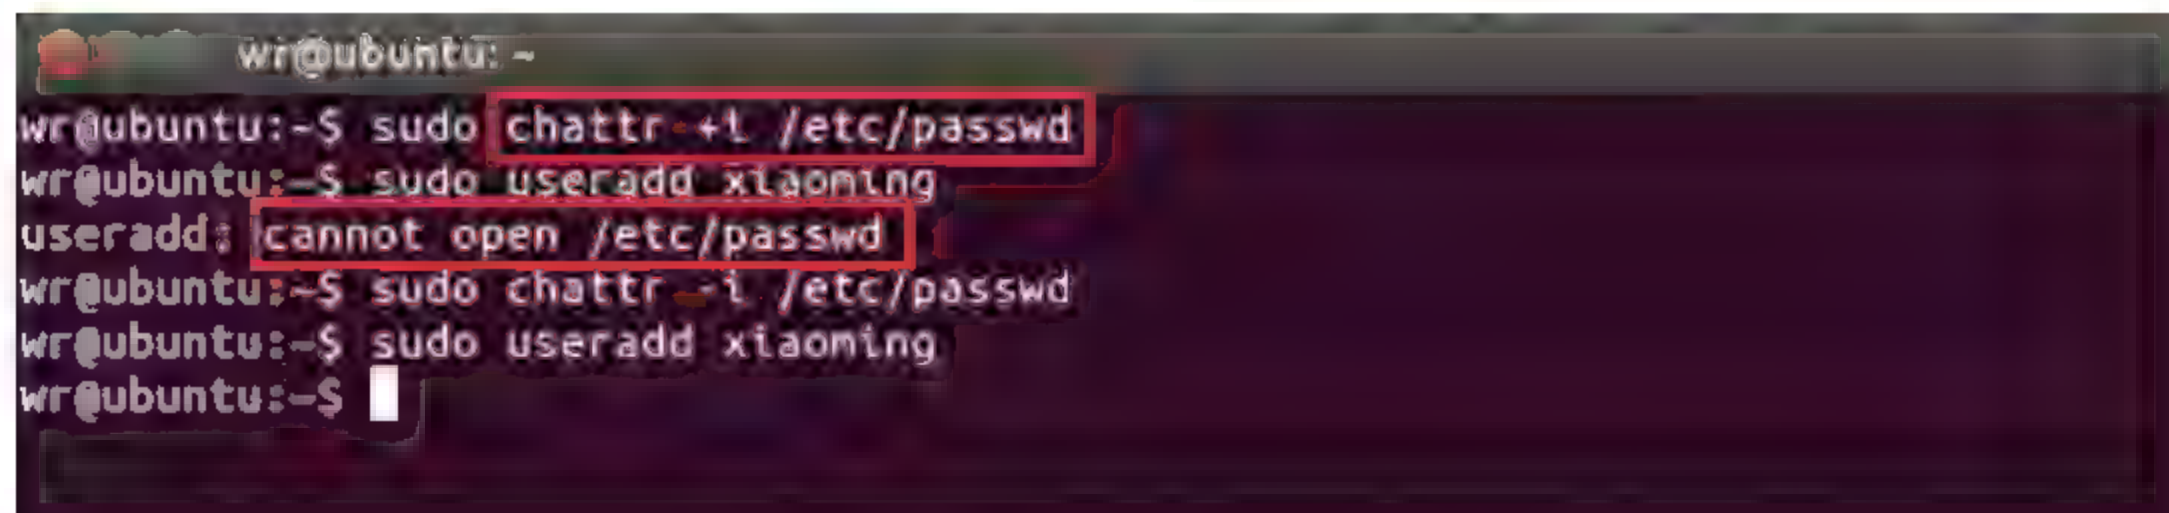 wr@ubuntu: ~
wr@ubuntu:~$ sudo chattr +i /etc/passwd
wr@ubuntu:~$ sudo useradd xiaoming
useradd: cannot open /etc/passwd
wr@ubuntu:~$ sudo chattr -i /etc/passwd
wr@ubuntu:~$ sudo useradd xiaoming
wr@ubuntu:~$